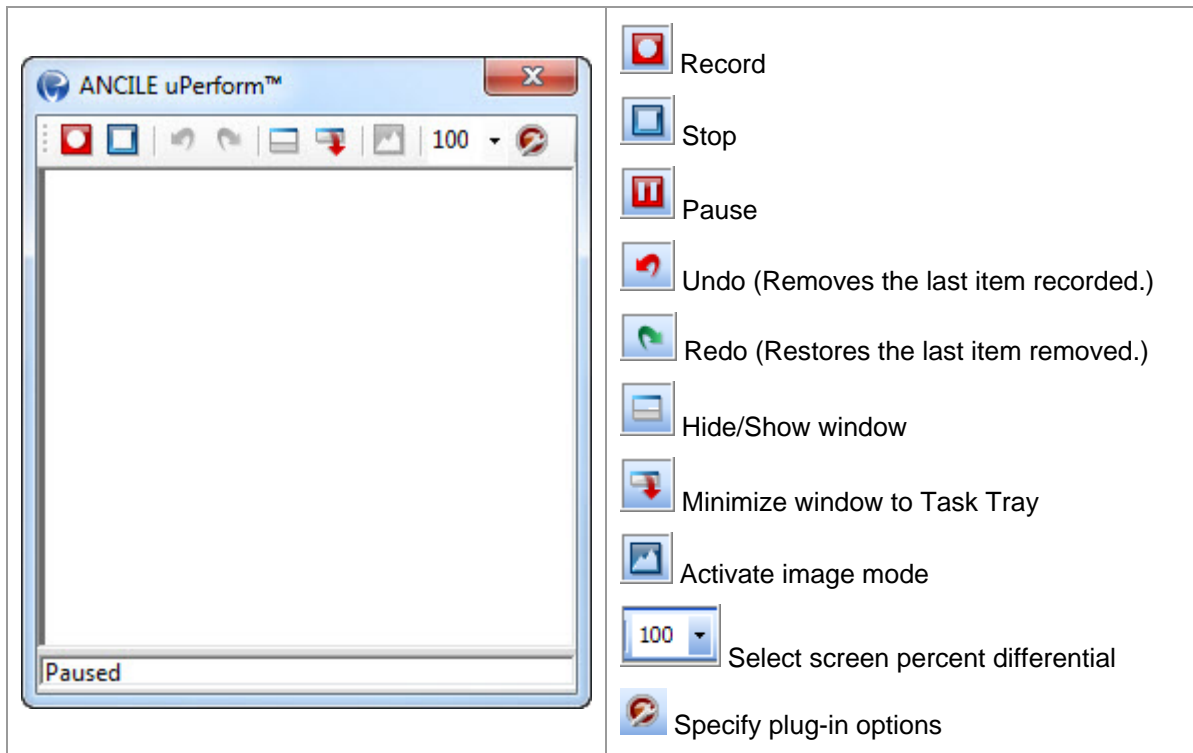 ANCILE uPerform™
100
Paused
Record
Stop
Pause
Undo (Removes the last item recorded.)
Redo (Restores the last item removed.)
Hide/Show window
Minimize window to Task Tray
Activate image mode
100 Select screen percent differential
Specify plug-in options